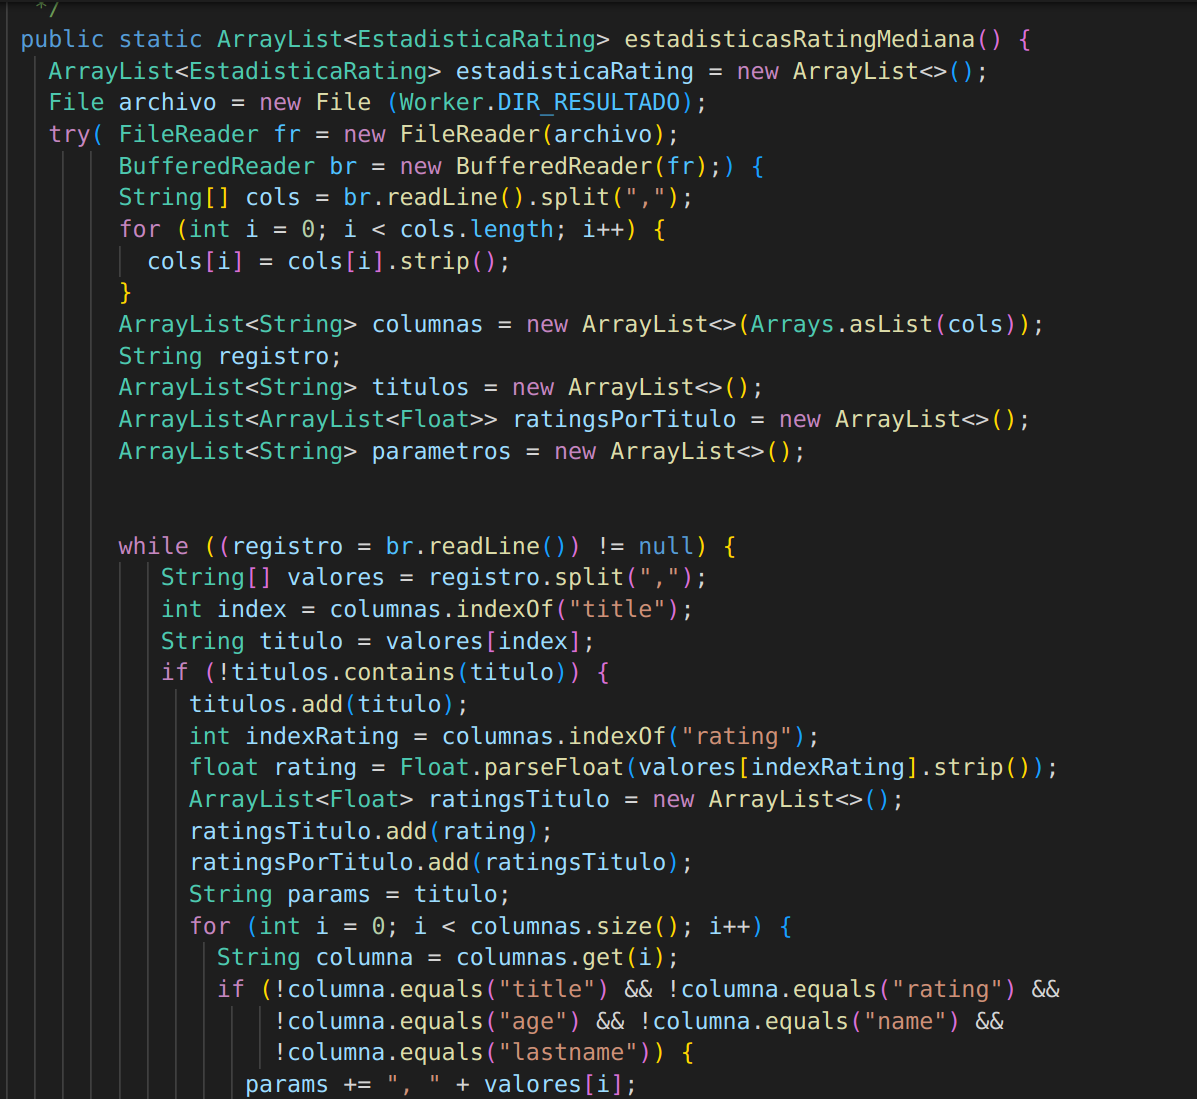 */
public static ArrayList<EstadisticaRating> estadisticasRatingMediana() {
ArrayList<EstadisticaRating> estadisticaRating = new ArrayList<>();
File archivo = new File (Worker.DIR_RESULTADO);
try( FileReader fr = new FileReader(archivo);
BufferedReader br = new BufferedReader(fr);) {
String[] cols = br.readLine().split(",");
for (int i = 0; i < cols.length; i++) {
cols[i] = cols[i].strip();
}
ArrayList<String> columnas = new ArrayList<>(Arrays.asList(cols));
String registro;
ArrayList<String> titulos = new ArrayList<>();
ArrayList<ArrayList<Float>> ratingsPorTitulo = new ArrayList<>();
ArrayList<String> parametros = new ArrayList<>();
while ((registro = br.readLine()) != null) {
String[] valores = registro.split(",");
int index = columnas.indexOf("title");
String titulo = valores[index];
if (!titulos.contains(titulo)) {
titulos.add(titulo);
int indexRating = columnas.indexOf("rating");
float rating = Float.parseFloat(valores[indexRating].strip());
ArrayList<Float> ratingsTitulo = new ArrayList<>();
ratingsTitulo.add(rating);
ratingsPorTitulo.add(ratingsTitulo);
String params = titulo;
for (int i = 0; i < columnas.size(); i++) {
String columna = columnas.get(i);
if (!columna.equals("title") && !columna.equals("rating") &&
!columna.equals("age") && !columna.equals("name") &&
!columna.equals("lastname")) {
params += ", " + valores[i];